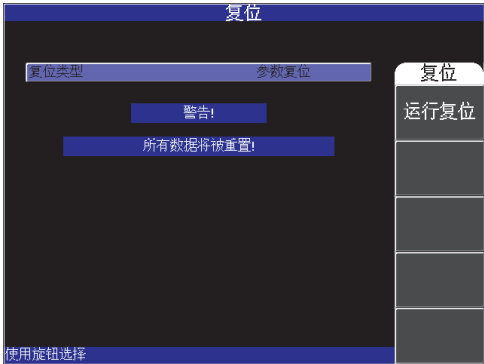 复位
复位类型 参数复位
复位
警告!
运行复位
所有数据将被重置!
使用旋钮选择